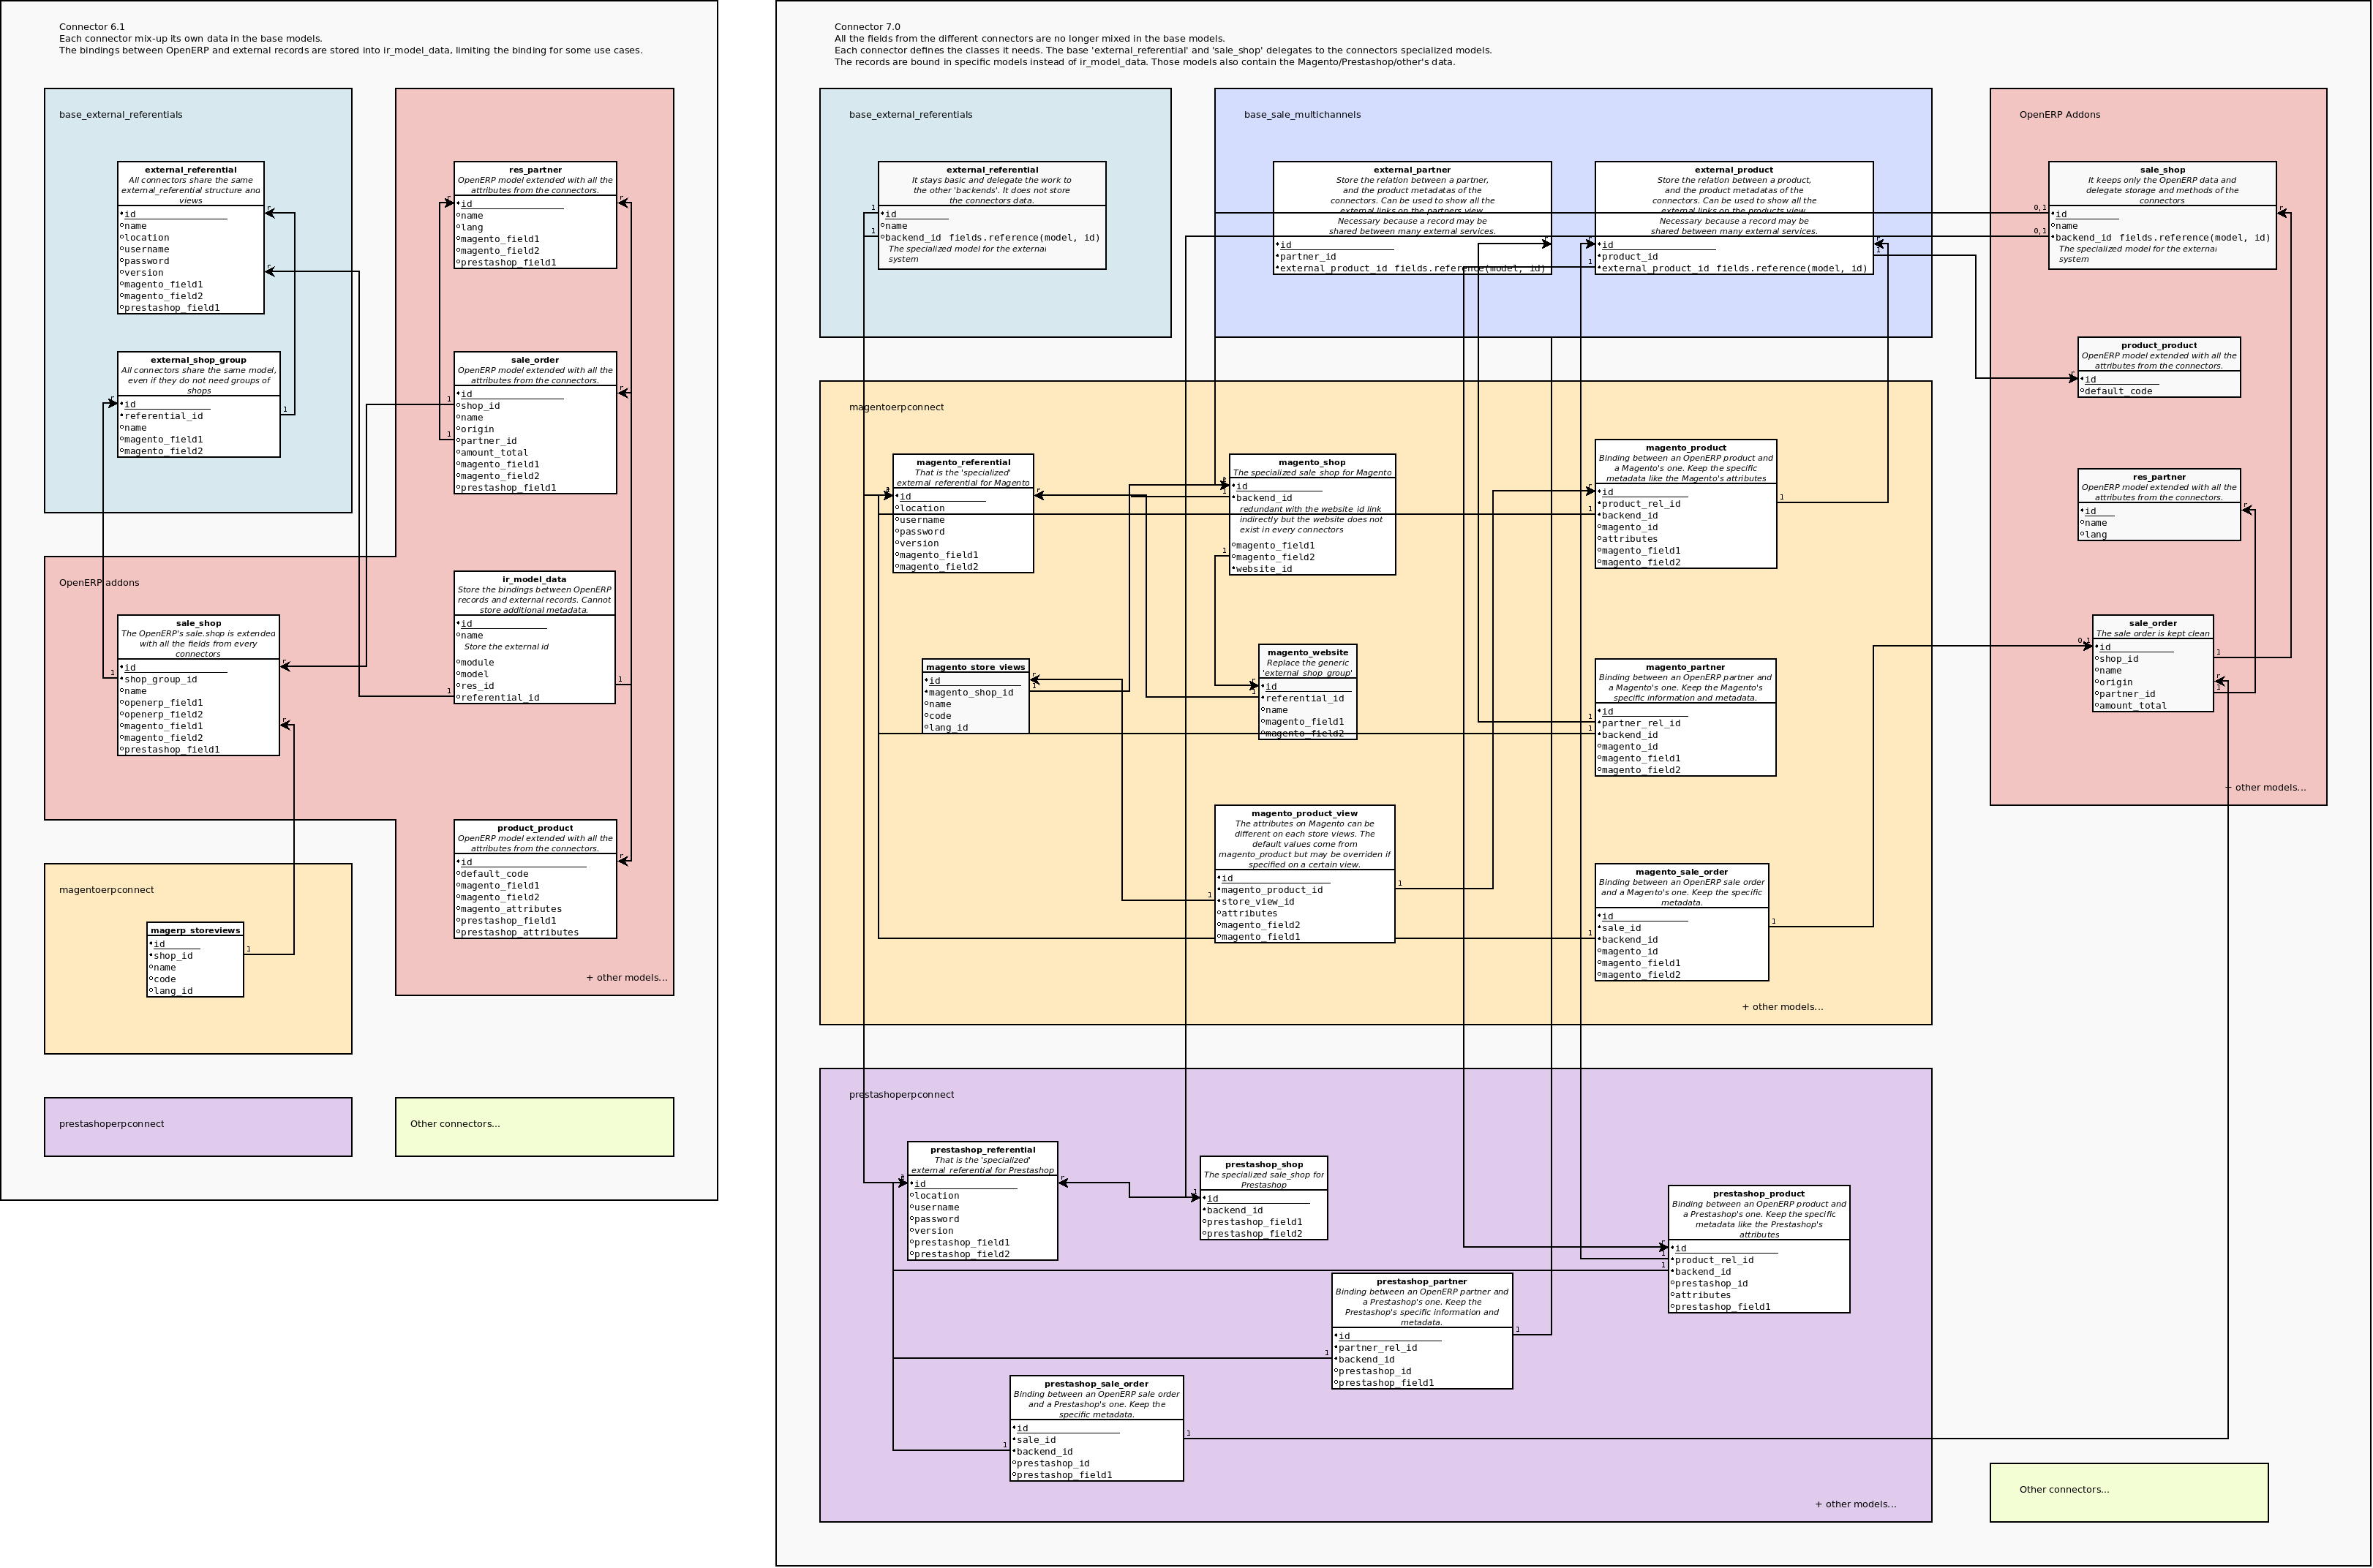 Connector 6.1
Each connector mix-up its own data in the base models.
The bindings between OpenERP and external records are stored into ir_model_data, limiting the binding for some use cases.
base_external_referentials
external_referential
All connectors share the same
external_referential structure and
views
id
name
location
username
password
version
magento_field1
magento_field2
prestashop_field1
external_shop_group
All connectors share the same model,
even if they do not need groups of
shops
id
referential_id
name
magento_field1
magento_field2
res_partner
OpenERP model extended with all the
attributes from the connectors.
id
name
lang
magento_field1
magento_field2
prestashop_field1
sale_order
OpenERP model extended with all the
attributes from the connectors.
id
shop_id
name
origin
partner_id
amount_total
magento_field1
magento_field2
prestashop_field1
OpenERP addons
sale_shop
The OpenERP's sale.shop is extended
with all the fields from every
connectors
id
shop_group_id
name
openerp_field1
openerp_field2
magento_field1
magento_field2
prestashop_field1
ir_model_data
Store the bindings between OpenERP
records and external records. Cannot
store additional metadata.
id
name
Store the external id
module
model
res_id
referential_id
product_product
OpenERP model extended with all the
attributes from the connectors.
id
default_code
magento_field1
magento_field2
magento_attributes
prestashop_field1
prestashop_attributes
+ other models...
magentoerpconnect
magerp_storeviews
id
shop_id
name
code
lang_id
prestashoperpconnect
Other connectors...
Connector 7.0
All the fields from the different connectors are no longer mixed in the base models.
Each connector defines the classes it needs. The base 'external_referential' and 'sale_shop' delegates to the connectors specialized models.
The records are bound in specific models instead of ir_model_data. Those models also contain the Magento/Prestashop/other's data.
base_external_referentials
external_referential
It stays basic and delegate the work to
the other 'backends'. It does not store
the connectors data.
id
name
backend_id fields.reference(model, id)
The specialized model for the external
system
base_sale_multichannels
external_partner
Store the relation between a partner,
and the product metadatas of the
connectors. Can be used to show all the
external links on the partners view.
Necessary because a record may be
shared between many external services.
id
partner_id
external_product_id fields.reference(model, id)
external_product
Store the relation between a product,
and the product metadatas of the
connectors. Can be used to show all the
external links on the products view.
Necessary because a record may be
shared between many external services.
id
product_id
external_product_id fields.reference(model, id)
OpenERP Addons
sale_shop
It keeps only the OpenERP data and
delegate storage and methods of the
connectors
id
name
backend_id fields.reference(model, id)
The specialized model for the external
system
product_product
OpenERP model extended with all the
attributes from the connectors.
id
default_code
res_partner
OpenERP model extended with all the
attributes from the connectors.
id
name
lang
sale_order
The sale order is kept clean
id
shop_id
name
origin
partner_id
amount_total
+ other models...
magentoerpconnect
magento_referential
That is the 'specialized'
external_referential for Magento
id
location
username
password
version
magento_field1
magento_field2
magento_shop
The specialized sale shop for Magento
id
backend_id
redundant with the website_id link
indirectly but the website does not
exist in every connectors
magento_field1
magento_field2
website_id
magento_product
Binding between an OpenERP product and
a Magento's one. Keep the specific
metadata like the Magento's attributes
id
product_rel_id
backend_id
magento_id
attributes
magento_field1
magento_field2
magento_store_views
id
magento_shop_id
name
code
lang_id
magento_website
Replace the generic
'external_shop_group'
id
referential_id
name
magento_field1
magento_field2
magento_partner
Binding between an OpenERP partner and
a Magento's one. Keep the Magento's
specific information and metadata.
id
partner_rel_id
backend_id
magento_id
magento_field1
magento_field2
magento_product_view
The attributes on Magento can be
different on each store views. The
default values come from
magento_product but may be overriden if
specified on a certain view.
id
magento_product_id
store_view_id
attributes
magento_field2
magento_field1
magento_sale_order
Binding between an OpenERP sale order
and a Magento's one. Keep the specific
metadata.
id
sale_id
backend_id
magento_id
magento_field1
magento_field2
+ other models...
prestashoperpconnect
prestashop_referential
That is the 'specialized'
external_referential for Prestashop
id
location
username
password
version
prestashop_field1
prestashop_field2
prestashop_shop
The specialized sale_shop for
Prestashop
id
backend_id
prestashop_field1
prestashop_field2
prestashop_product
Binding between an OpenERP product and
a Prestashop's one. Keep the specific
metadata like the Prestashop's
attributes
id
product_rel_id
backend_id
prestashop_id
attributes
prestashop_field1
prestashop_partner
Binding between an OpenERP partner and
a Prestashop's one. Keep the
Prestashop's specific information and
metadata.
id
partner_rel_id
backend_id
prestashop_id
prestashop_field1
prestashop_sale_order
Binding between an OpenERP sale order
and a Prestashop's one. Keep the
specific metadata.
id
sale_id
backend_id
prestashop_id
prestashop_field1
+ other models...
Other connectors...